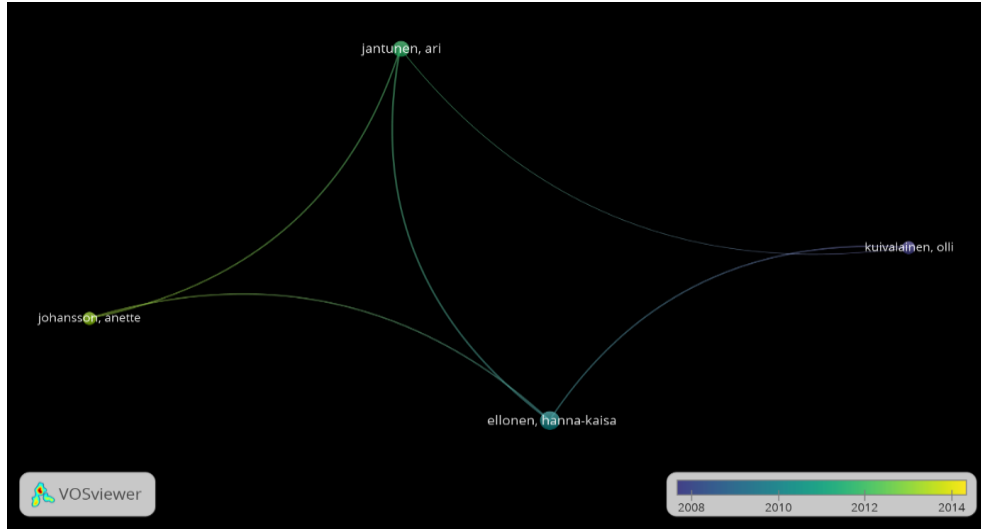 jantunen, ari
kuivalainen, olli
johansson, anette
ellonen, hanna-kaisa
VOSviewer
2008 2010 2012 2014